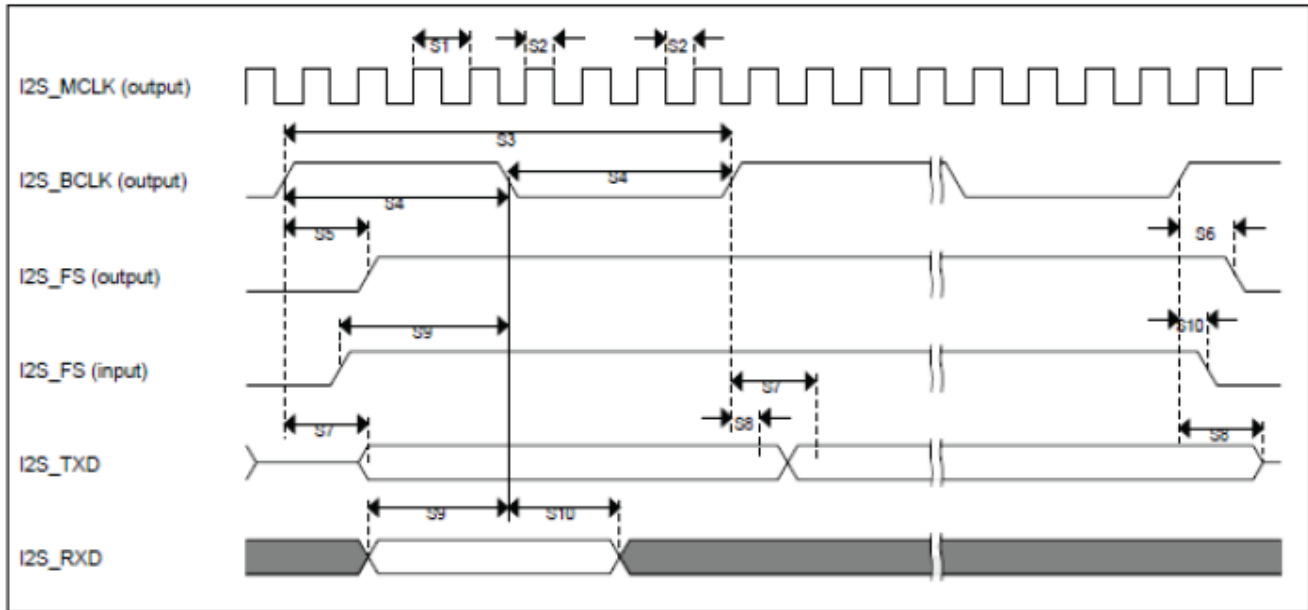 S1 S2 S2
I2S_MCLK (output)
S3
I2S_BCLK (output)
S4
S4
S5 S6
I2S_FS (output)
S9 S10
I2S_FS (input)
S7
S8
S7 S8
I2S_TXD
S9 S10
I2S_RXD